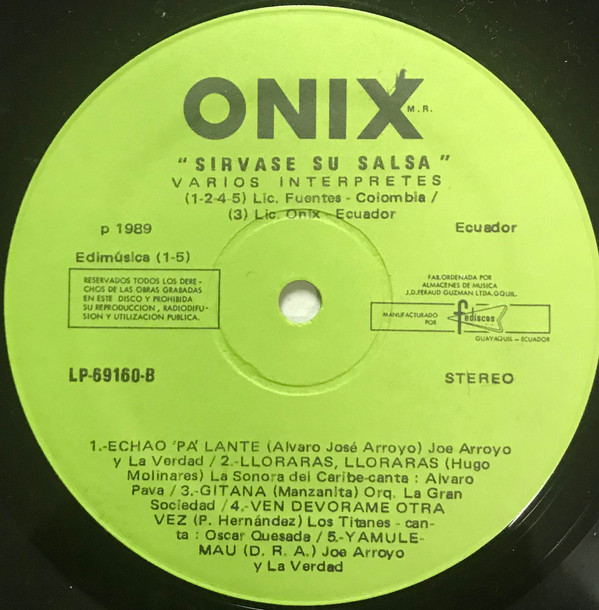 ONIX
M.R.
"SIRVASE SU SALSA"
VARIOS INTERPRETES
(1-2-4-5) Lic. Fuentes - Colombia /
(3) Lic. Onix - Ecuador
p 1989
Ecuador
Edimúsica (1-5)
RESERVADOS TODOS LOS DERE-
CHOS DE LAS OBRAS GRABADAS
EN ESTE DISCO Y PROHIBIDA
SU REPRODUCCION, RADIODIFU-
SION Y UTILIZACION PUBLICA.
FAB. ORDENADA POR
ALMACENES DE MUSICA
J.D. FERAUD GUZMAN LTDA. GQUIL.
MANUFACTURADO
POR
fediscos
GUAYAQUIL - ECUADOR
LP-69160-B
STEREO
1.-ECHAO 'PA' LANTE (Alvaro José Arroyo) Joe Arroyo
y La Verdad / 2.-LLORARAS, LLORARAS (Hugo
Molinares) La Sonora del Caribe-canta : Alvaro
Pava / 3.-GITANA (Manzanita) Orq. La Gran
Sociedad / 4.-VEN DEVORAME OTRA
VEZ (P. Hernández) Los Titanes - can-
ta : Oscar Quesada / 5.-YAMULE-
MAU (D. R. A.) Joe Arroyo
y La Verdad